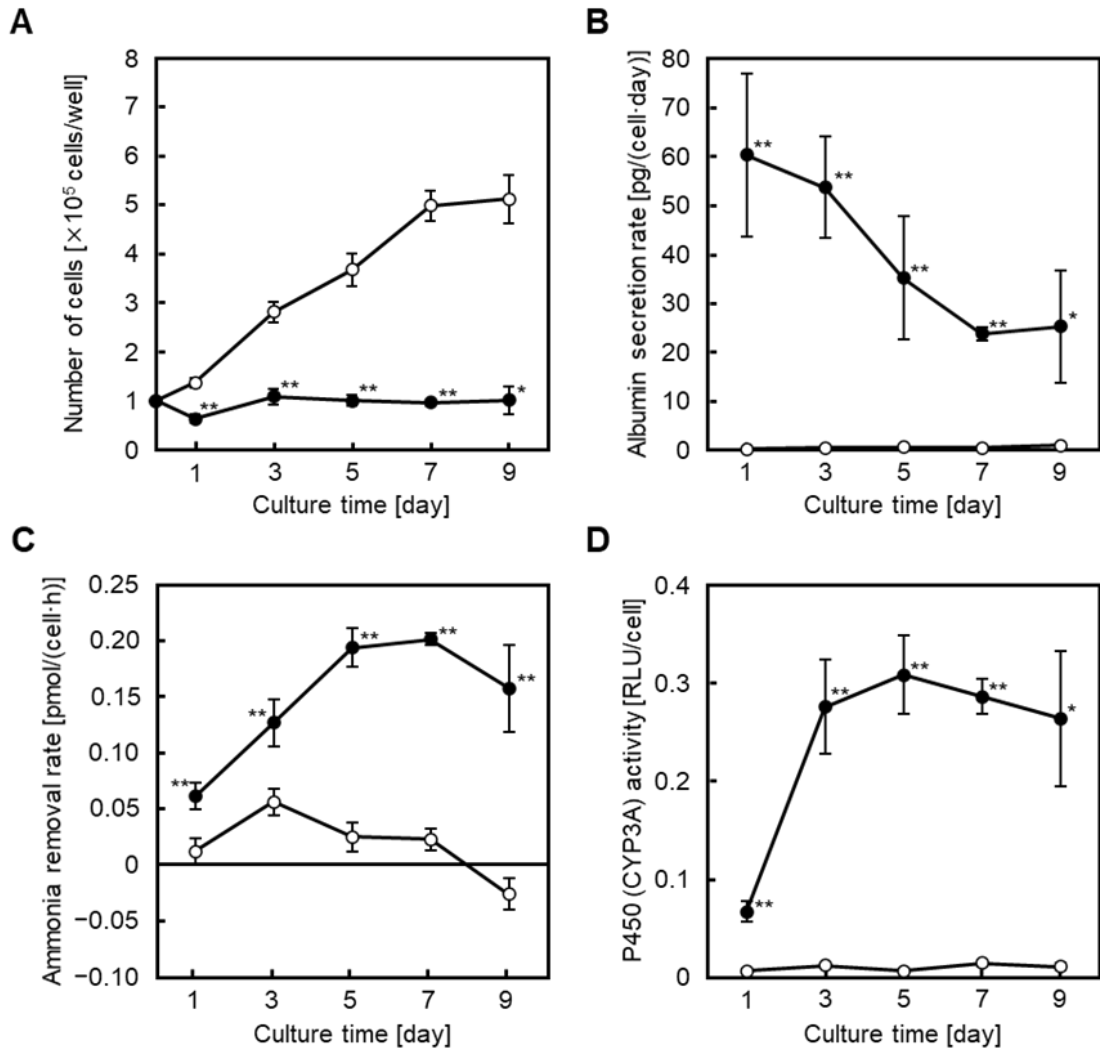 A
Number of cells [×10⁵ cells/well]
8
7
6
5
4
3
2
1
0
** ** ** ** *
1 3 5 7 9
Culture time [day]
B
Albumin secretion rate [pg/(cell·day)]
80
70
60
50
40
30
20
10
0
** ** ** ** *
1 3 5 7 9
Culture time [day]
C
Ammonia removal rate [pmol/(cell·h)]
0.25
0.20
0.15
0.10
0.05
0
−0.05
−0.10
** ** ** ** **
1 3 5 7 9
Culture time [day]
D
P450 (CYP3A) activity [RLU/cell]
0.4
0.3
0.2
0.1
0
** ** ** ** *
1 3 5 7 9
Culture time [day]